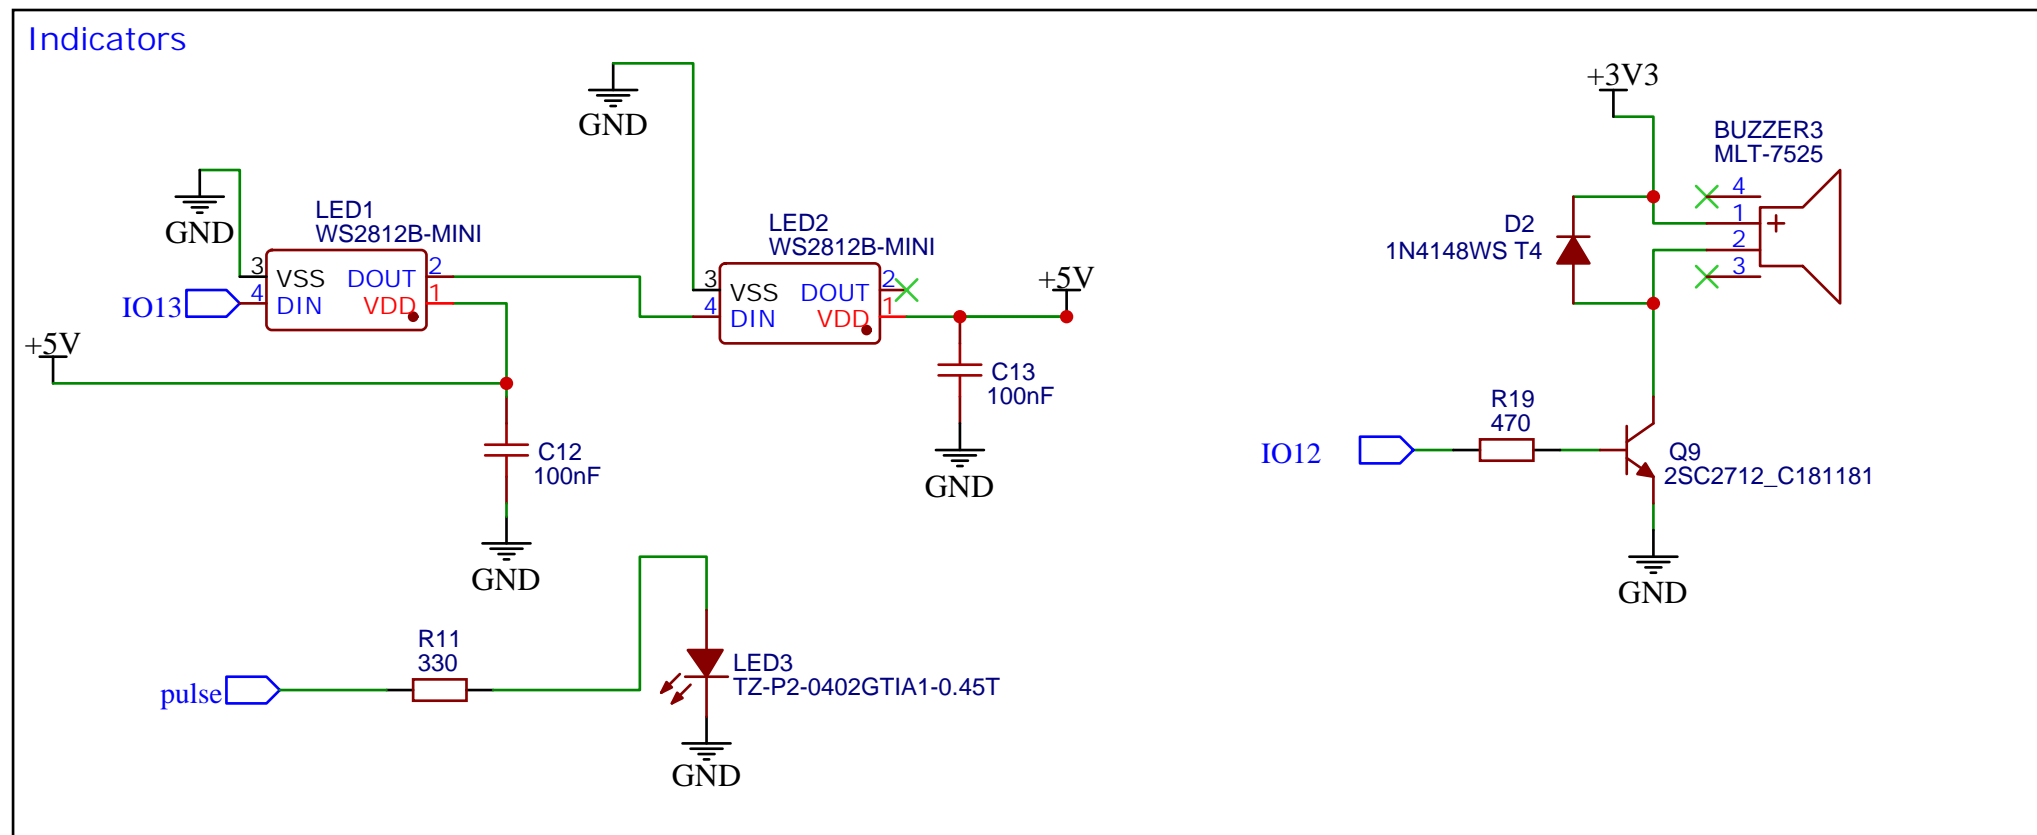 Indicators
GND
GND
LED1
WS2812B-MINI
3
VSS
DOUT
2
IO13
4
DIN
VDD
1
+5V
C12
100nF
GND
LED2
WS2812B-MINI
3
VSS
DOUT
2
4
DIN
VDD
1
+5V
C13
100nF
GND
pulse
R11
330
LED3
TZ-P2-0402GTIA1-0.45T
GND
+3V3
BUZZER3
MLT-7525
4
1
+
2
3
D2
1N4148WS T4
IO12
R19
470
Q9
2SC2712_C181181
GND